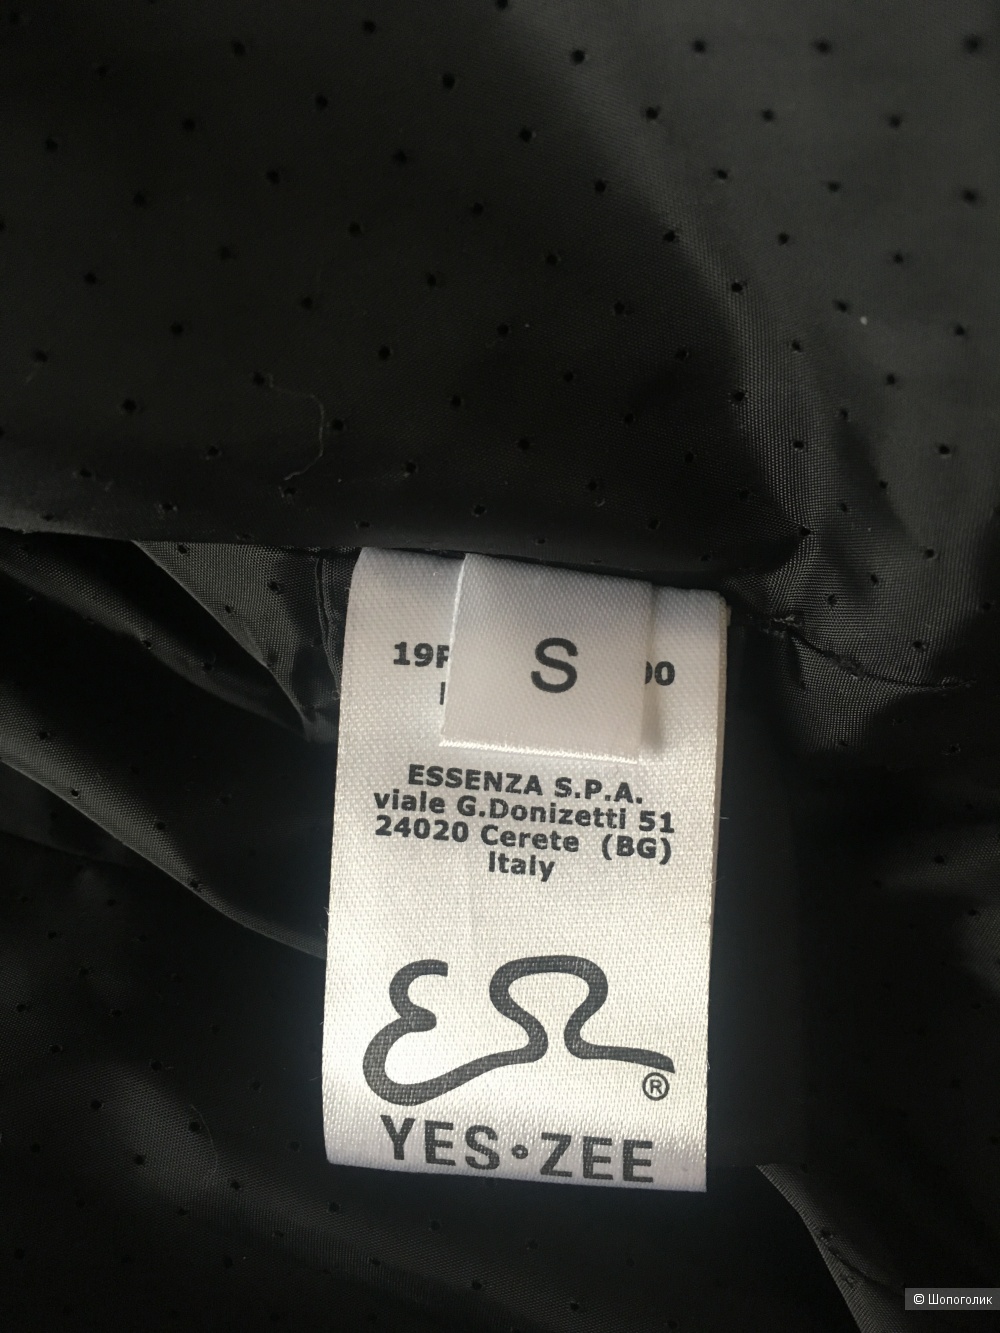 S
ESSENZA S.P.A.
viale G.Donizetti 51
24020 Cerete (BG)
Italy
®
YES•ZEE
© Шопоголик